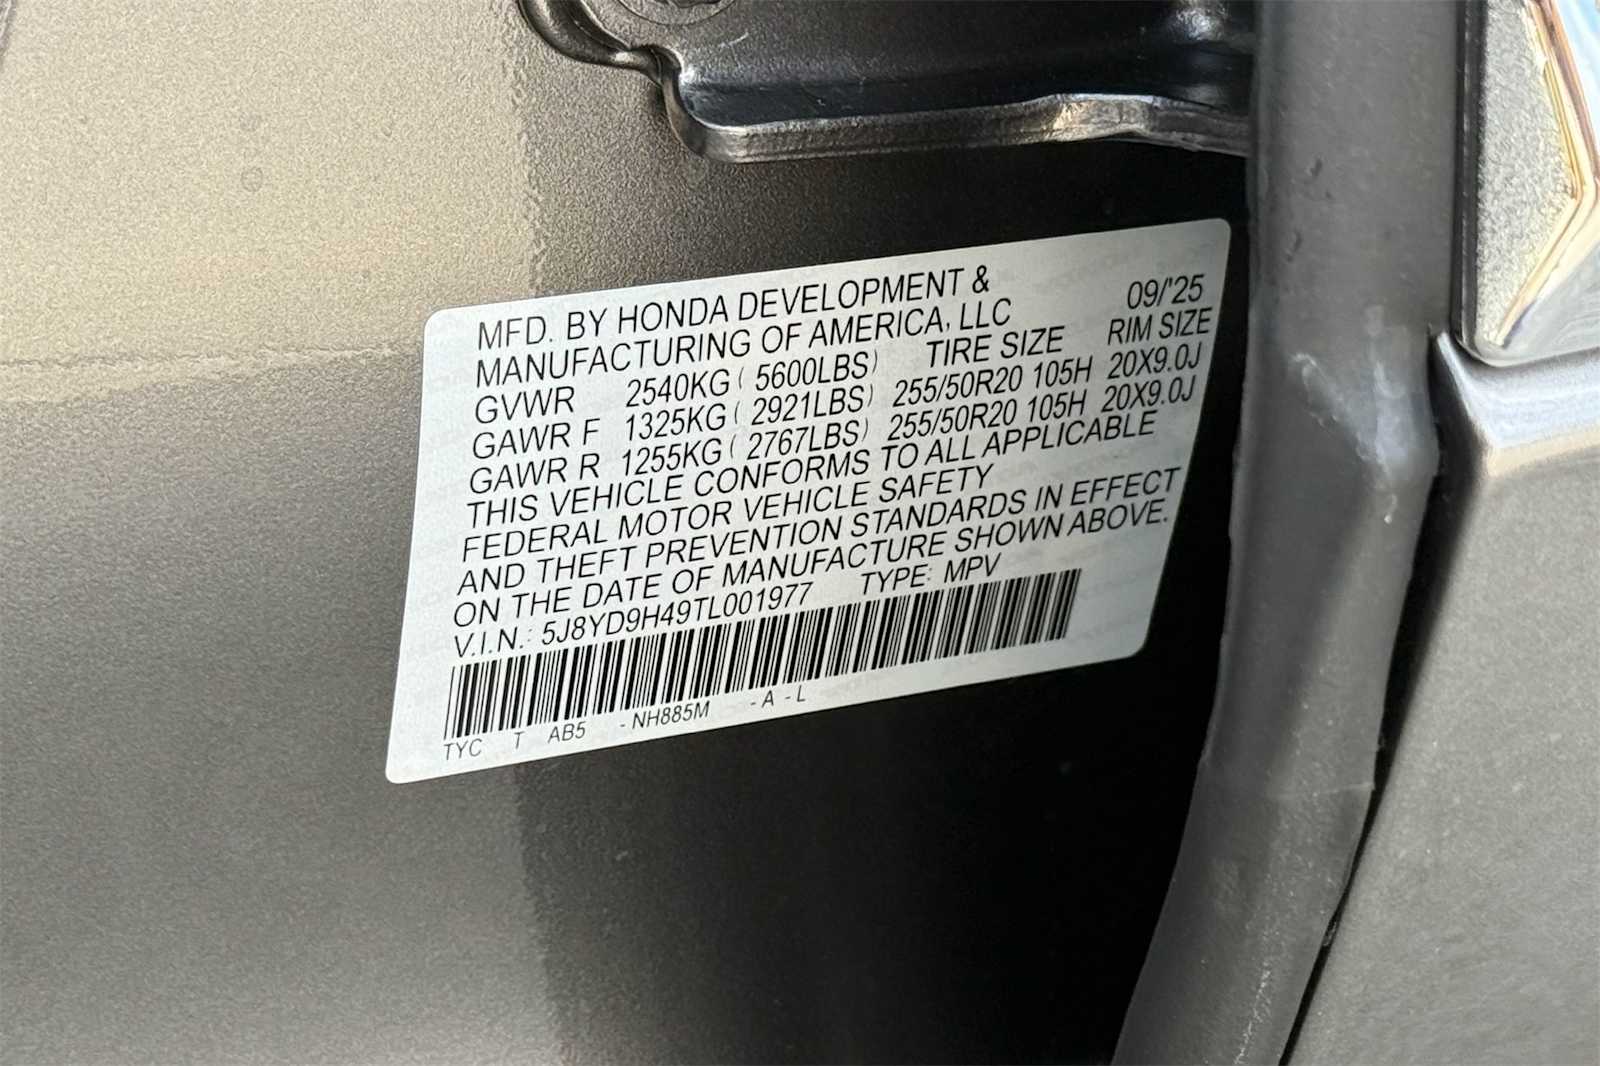 MFD. BY HONDA DEVELOPMENT & 09/'25
MANUFACTURING OF AMERICA, LLC
TIRE SIZE RIM SIZE
GVWR 2540KG ( 5600LBS)
GAWR F 1325KG ( 2921LBS) 255/50R20 105H 20X9.0J
GAWR R 1255KG ( 2767LBS) 255/50R20 105H 20X9.0J
THIS VEHICLE CONFORMS TO ALL APPLICABLE
FEDERAL MOTOR VEHICLE SAFETY
AND THEFT PREVENTION STANDARDS IN EFFECT
ON THE DATE OF MANUFACTURE SHOWN ABOVE.
V.I.N.: 5J8YD9H49TL001977 TYPE: MPV
TYC T AB5 -NH885M -A -L